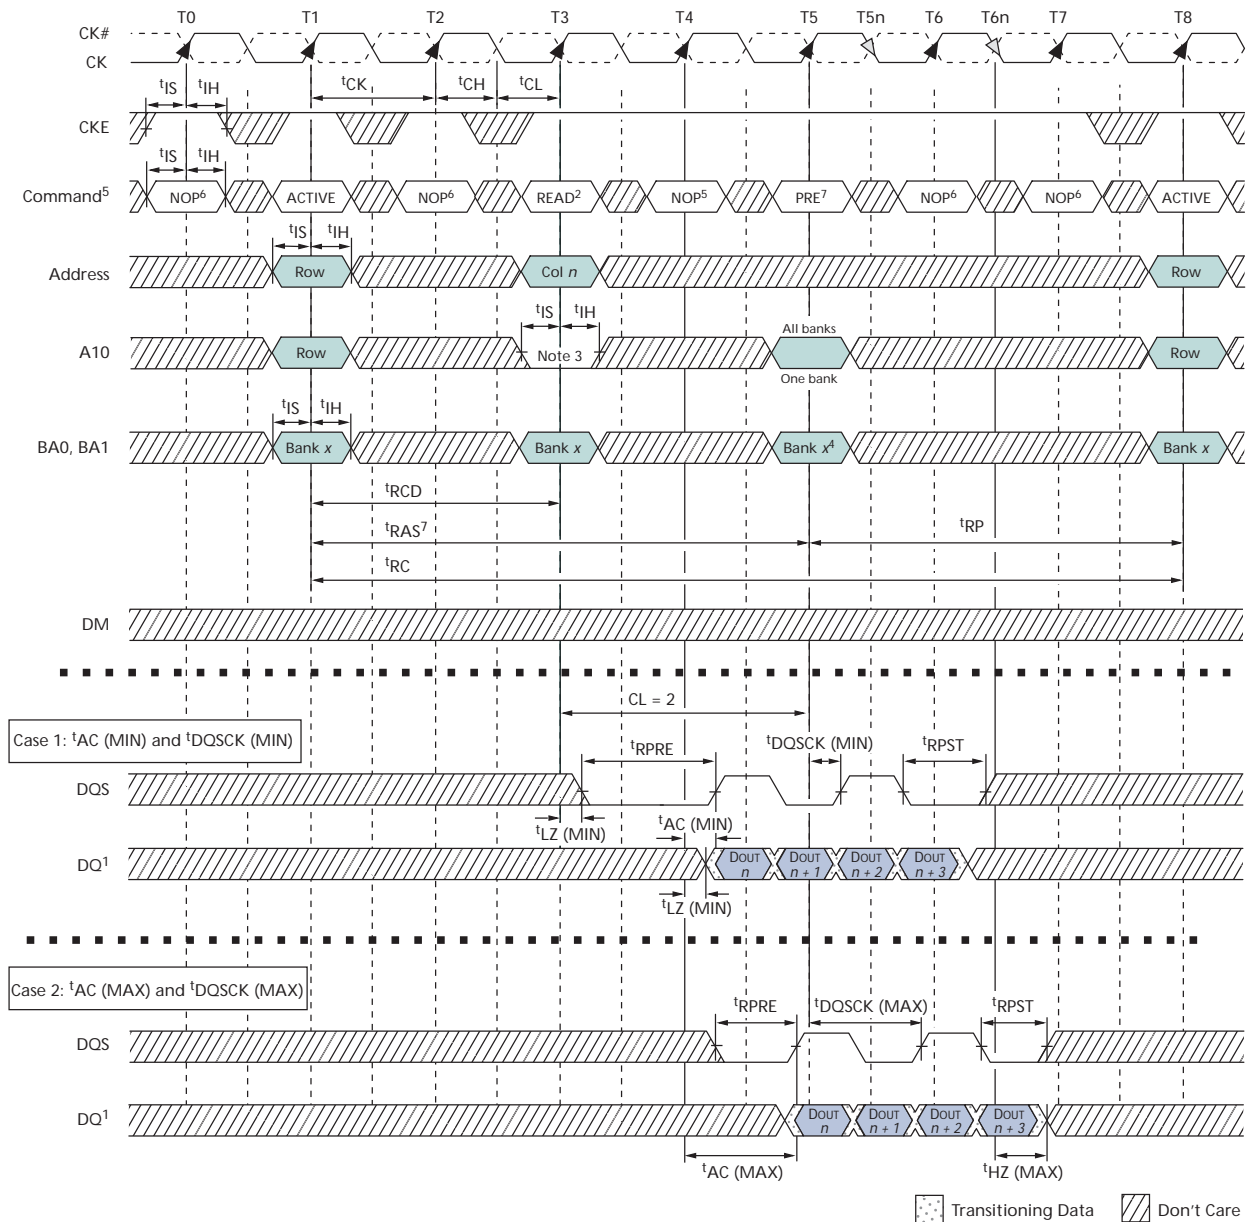 T0 T1 T2 T3 T4 T5 T5n T6 T6n T7 T8
CK#
CK
tIS tIH tCK tCH tCL
CKE
tIS tIH
Command5 NOP6 ACTIVE NOP6 READ2 NOP5 PRE7 NOP6 NOP6 ACTIVE
tIS tIH
Address Row Col n Row
tIS tIH All banks
A10 Row Note 3 Row
One bank
tIS tIH
BA0, BA1 Bank x Bank x Bank x4 Bank x
tRCD
tRAS7 tRP
tRC
DM
CL = 2
Case 1: tAC (MIN) and tDQSCK (MIN)
tRPRE tDQSCK (MIN) tRPST
DQS
tLZ (MIN) tAC (MIN)
DQ1 DOUT n DOUT n + 1 DOUT n + 2 DOUT n + 3
tLZ (MIN)
Case 2: tAC (MAX) and tDQSCK (MAX)
tRPRE tDQSCK (MAX) tRPST
DQS
DQ1 DOUT n DOUT n + 1 DOUT n + 2 DOUT n + 3
tAC (MAX) tHZ (MAX)
Transitioning Data Don't Care